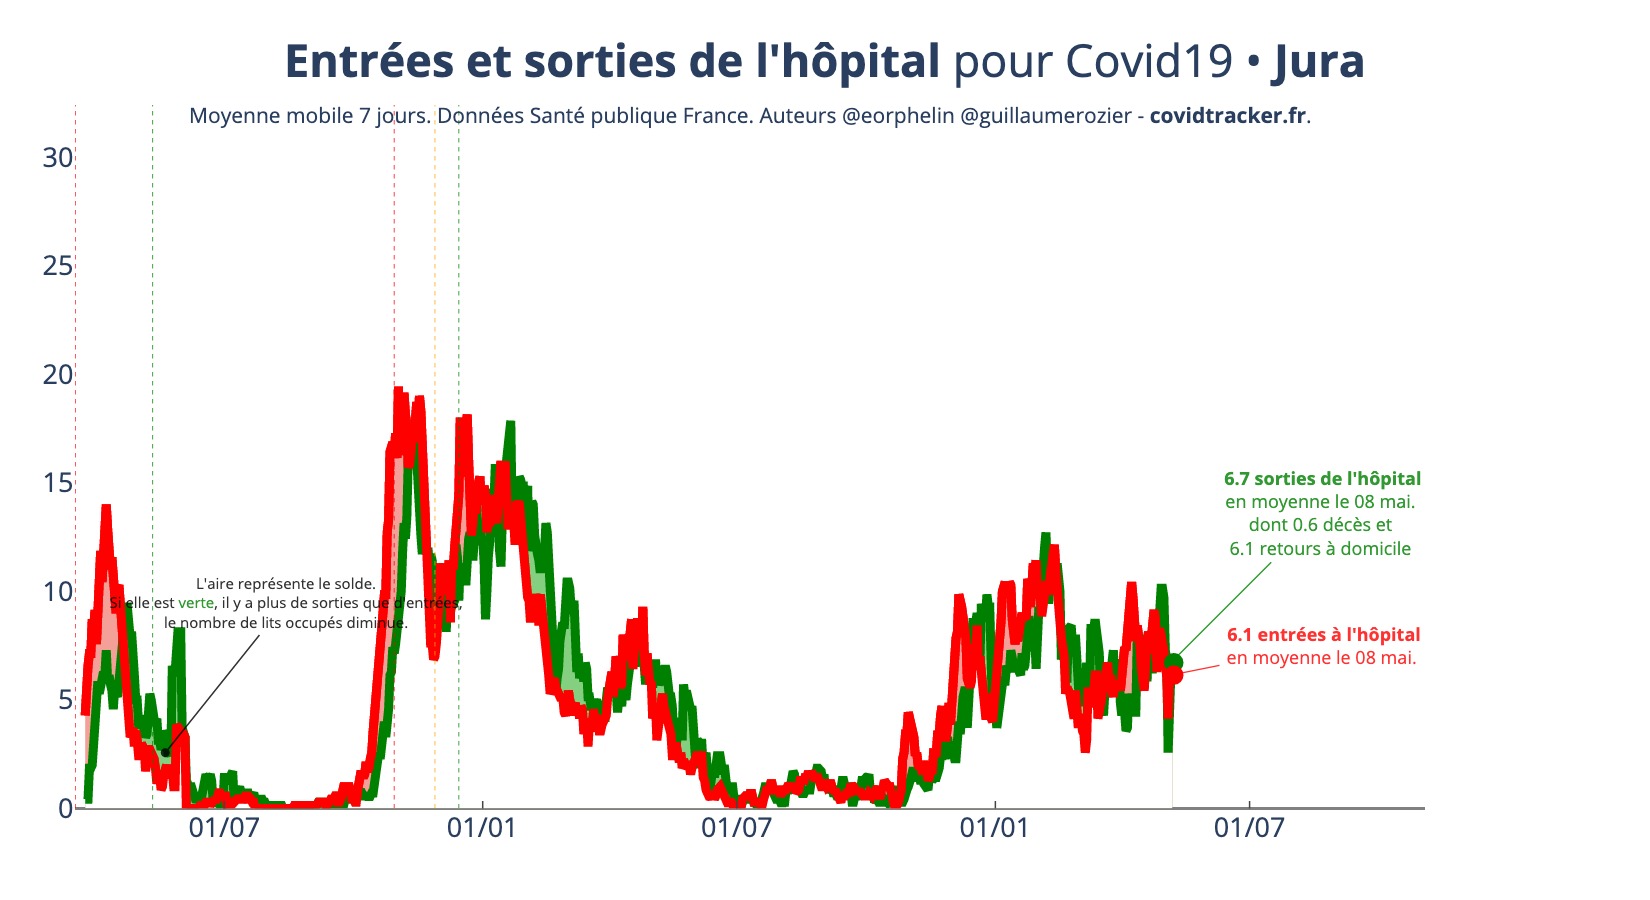 Entrées et sorties de l'hôpital pour Covid19 • Jura
Moyenne mobile 7 jours. Données Santé publique France. Auteurs @eorphelin @guillaumerozier - covidtracker.fr.
30
25
20
15
10
5
0
L'aire représente le solde.
Si elle est verte, il y a plus de sorties que d'entrées,
le nombre de lits occupés diminue.
6.7 sorties de l'hôpital
en moyenne le 08 mai.
dont 0.6 décès et
6.1 retours à domicile
6.1 entrées à l'hôpital
en moyenne le 08 mai.
01/07
01/01
01/07
01/01
01/07